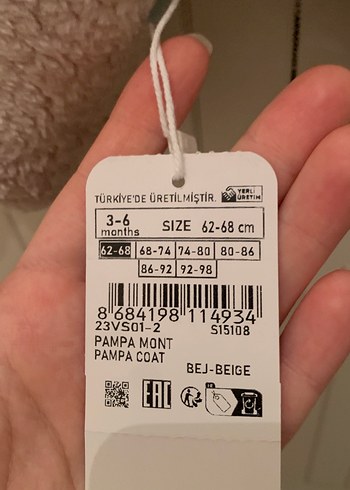 TÜRKİYE'DE ÜRETİLMİŞTİR. YERLİ ÜRETİM
3-6 months SIZE 62-68 cm
62-68 68-74 74-80 80-86
86-92 92-98
8 684198 114934
23VS01-2 S15108
PAMPA MONT
PAMPA COAT
BEJ-BEIGE
EAC